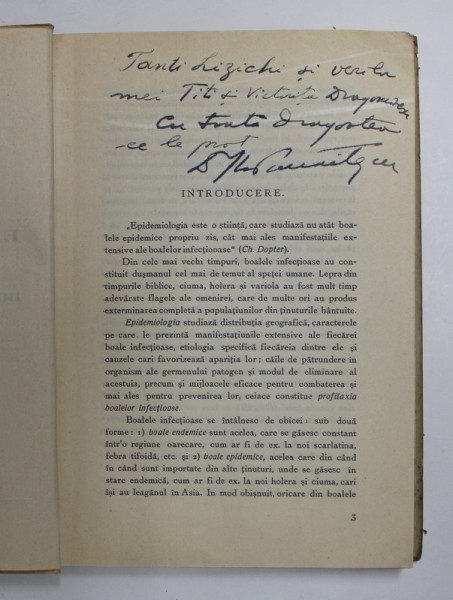 Tanti Lizichi și verilor
mei Titi și Victorița Dragomirescu
Cu toată dragostea
ce le port
INTRODUCERE.
„Epidemiologia este o știință, care studiază nu atât boa-
lele epidemice propriu zis, cât mai ales manifestațiile ex-
tensive ale boalelor infecțiooase“ (Ch. Dopter).
Din cele mai vechi timpuri, boalele infecțioase au con-
stituit dușmanul cel mai de temut al speței umane. Lepra din
timpurile biblice, ciuma, holera și variola au fost mult timp
adevărate flagele ale omenirei, care de multe ori au produs
exterminarea completă a populațiunilor din ținuturile bântuite.
Epidemiologia studiază distribuția geografică, caracterele
pe care le prezintă manifestațiunile extensive ale fiecărei
boale infecțioase, etiologia specifică fiecăreia dintre ele și
cauzele cari favorizează apariția lor ; căile de pătrundere în
organism ale germenului patogen și modul de eliminare al
acestuia, precum și mijloacele eficace pentru combaterea și
mai ales pentru prevenirea lor, ceiace constitue profilaxia
boalelor infecțioase.
Boalele infecțioase se întâlnesc de obicei : sub două
forme : 1) boale endemice sunt acelea, care se găsesc constant
într'o regiune oarecare, cum ar fi de ex. la noi scarlatina,
febra tifoidă, etc. și 2) boale epidemice, acelea care din când
în când sunt importate din alte ținuturi, unde se găsesc în
stare endemică, cum ar fi de ex. la noi holera și ciuma, cari
își au leagănul în Asia. In mod obișnuit, oricare din boalele
3